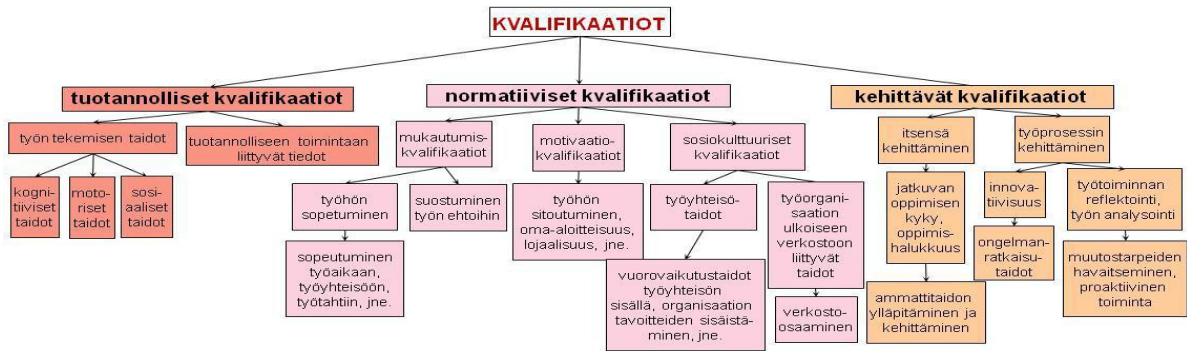 KVALIFIKAATIOT
tuotannolliset kvalifikaatiot
työn tekemisen taidot
tuotannolliseen toimintaan
liittyvät tiedot
kogni-
tiiviset
taidot
moto-
riset
taidot
sosi-
aaliset
taidot
normatiiviset kvalifikaatiot
mukautumis-
kvalifikaatiot
työhön
sopetuminen
sopeutuminen
työaikaan,
työyhteisöön,
työtahtiin, jne.
suostuminen
työn ehtoihin
motivaatio-
kvalifikaatiot
työhön
sitoutuminen,
oma-aloitteisuus,
lojaalisuus, jne.
sosiokulttuuriset
kvalifikaatiot
työyhteisö-
taidot
vuorovaikutustaidot
työyhteisön
sisällä, organisaation
tavoitteiden sisäistä-
minen, jne.
työorgani-
saation
ulkoiseen
verkostoon
liittyvät
taidot
verkosto-
osaaminen
kehittävät kvalifikaatiot
itsensä
kehittäminen
jatkuvan
oppimisen
kyky,
oppimis-
halukkuus
ammattitaidon
ylläpitäminen ja
kehittäminen
työprosessin
kehittäminen
innova-
tiivisuus
ongelman-
ratkaisu-
taidot
työtoiminnan
reflektointi,
työn analysointi
muutostarpeiden
havaitseminen,
proaktiivinen
toiminta